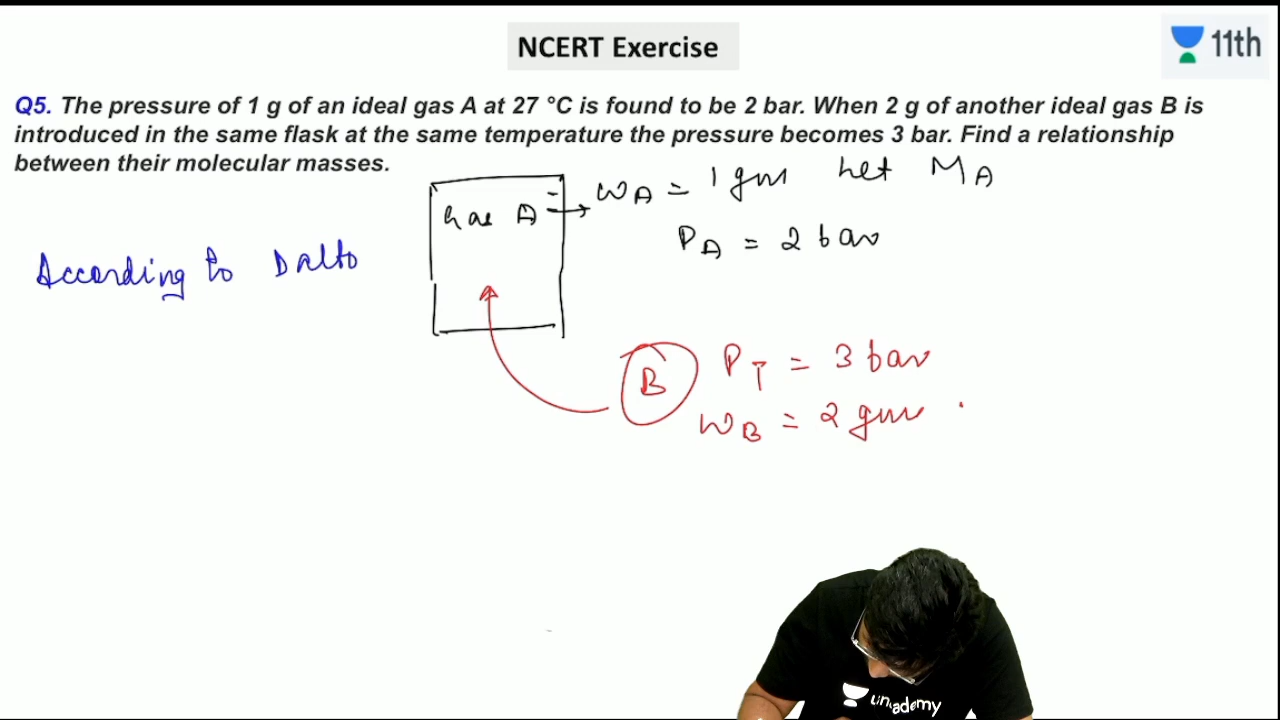 NCERT Exercise
11th
Q5. The pressure of 1 g of an ideal gas A at 27 °C is found to be 2 bar. When 2 g of another ideal gas B is
introduced in the same flask at the same temperature the pressure becomes 3 bar. Find a relationship
between their molecular masses.
Gas A → WA = 1 gm Let MA
PA = 2 bar
According to Dalto
B PT = 3 bar
WB = 2 gm
unacademy